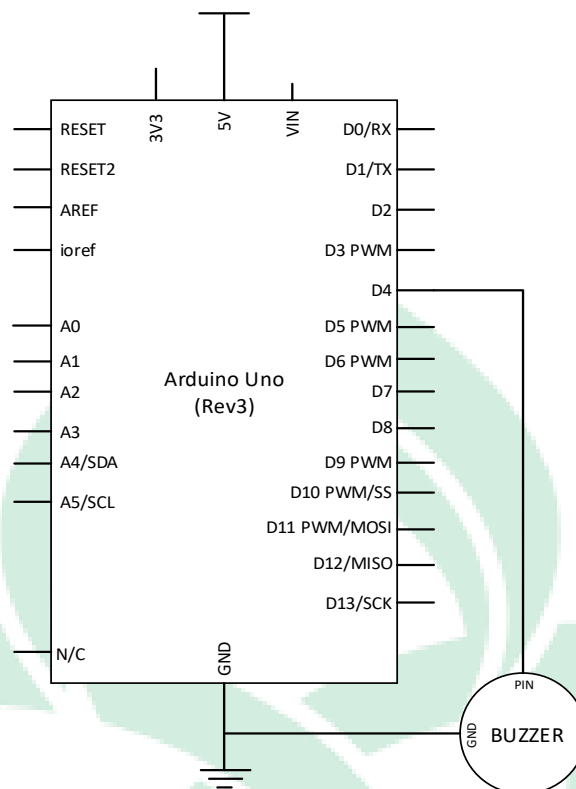 3V3
5V
VIN
RESET
RESET2
AREF
ioref
A0
A1
A2
A3
A4/SDA
A5/SCL
N/C
Arduino Uno
(Rev3)
D0/RX
D1/TX
D2
D3 PWM
D4
D5 PWM
D6 PWM
D7
D8
D9 PWM
D10 PWM/SS
D11 PWM/MOSI
D12/MISO
D13/SCK
GND
PIN
GND
BUZZER